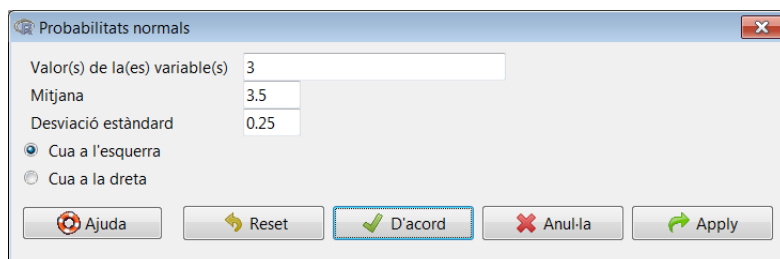 Probabilitats normals
Valor(s) de la(es) variable(s) 3
Mitjana 3.5
Desviació estàndard 0.25
Cua a l'esquerra
Cua a la dreta
Ajuda Reset D'acord Anul·la Apply